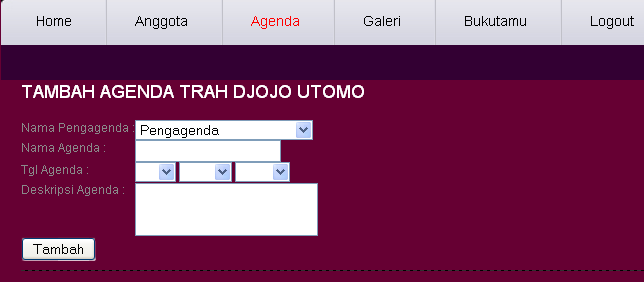 Home Anggota Agenda Galeri Bukutamu Logout
TAMBAH AGENDA TRAH DJOJO UTOMO
Nama Pengagenda : Pengagenda
Nama Agenda :
Tgl Agenda :
Deskripsi Agenda :
Tambah